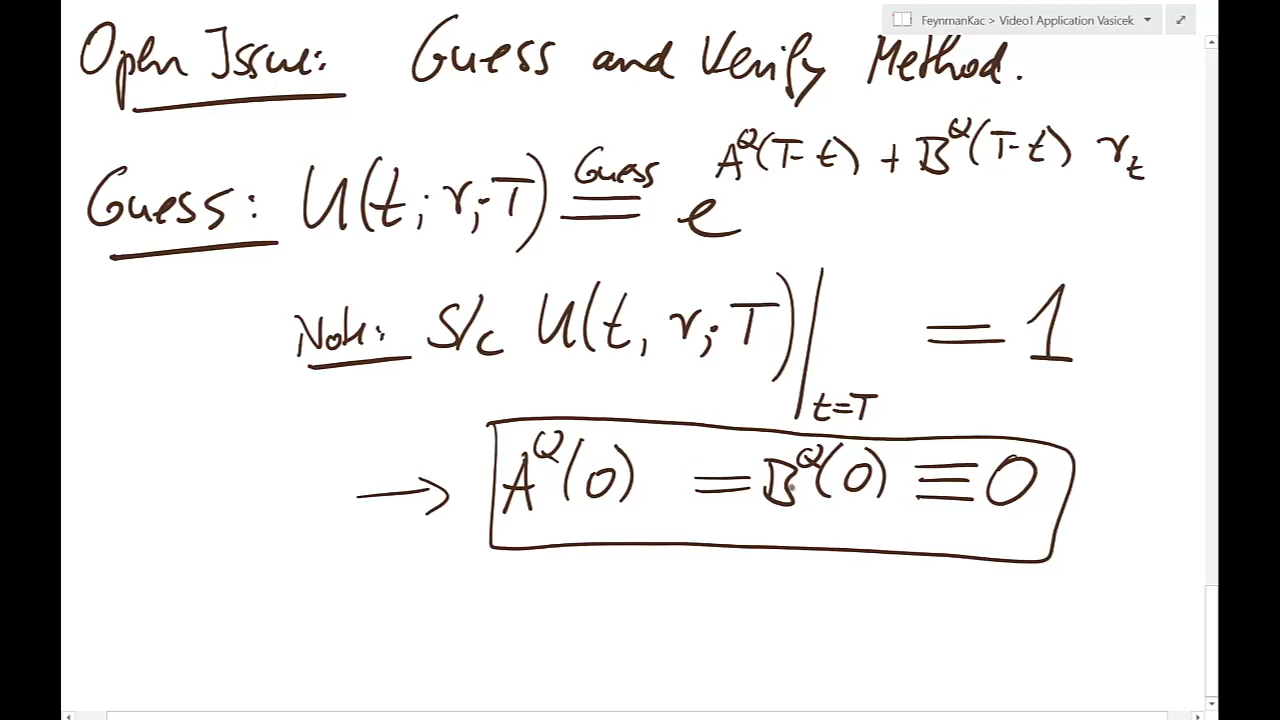 FeynmanKac > Video1 Application Vasicek
Open Issue: Guess and Verify Method.
Guess: U(t; r; T) ≡ Guess e^{A^Q(T-t) + B^Q(T-t) r_t}
Note: S/c U(t, r; T)|_{t=T} = 1
→ A^Q(0) = B^Q(0) ≡ 0